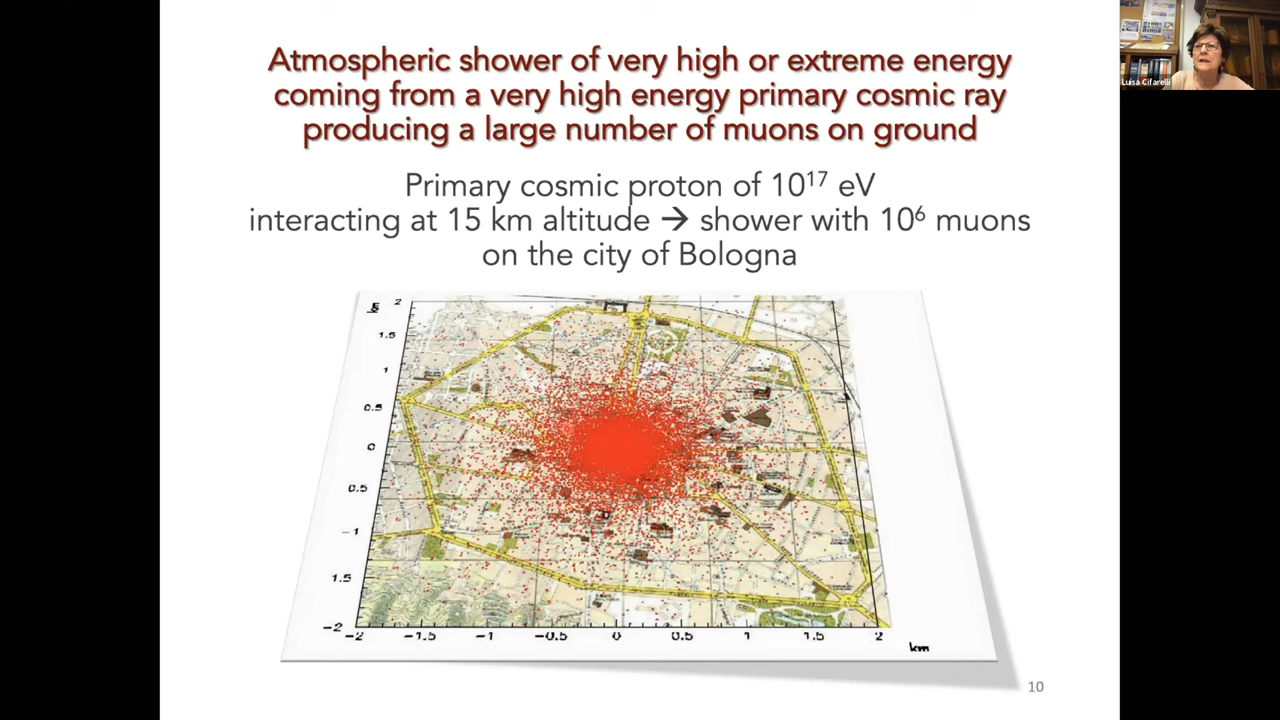 Atmospheric shower of very high or extreme energy
coming from a very high energy primary cosmic ray
producing a large number of muons on ground
Primary cosmic proton of 10¹⁷ eV
interacting at 15 km altitude → shower with 10⁶ muons
on the city of Bologna
km
2
1.5
1
0.5
0
0.5
−1
1.5
−2
−2 −1.5 −1 −0.5 0 0.5 1 1.5 2
km
10
Luisa Cifarelli